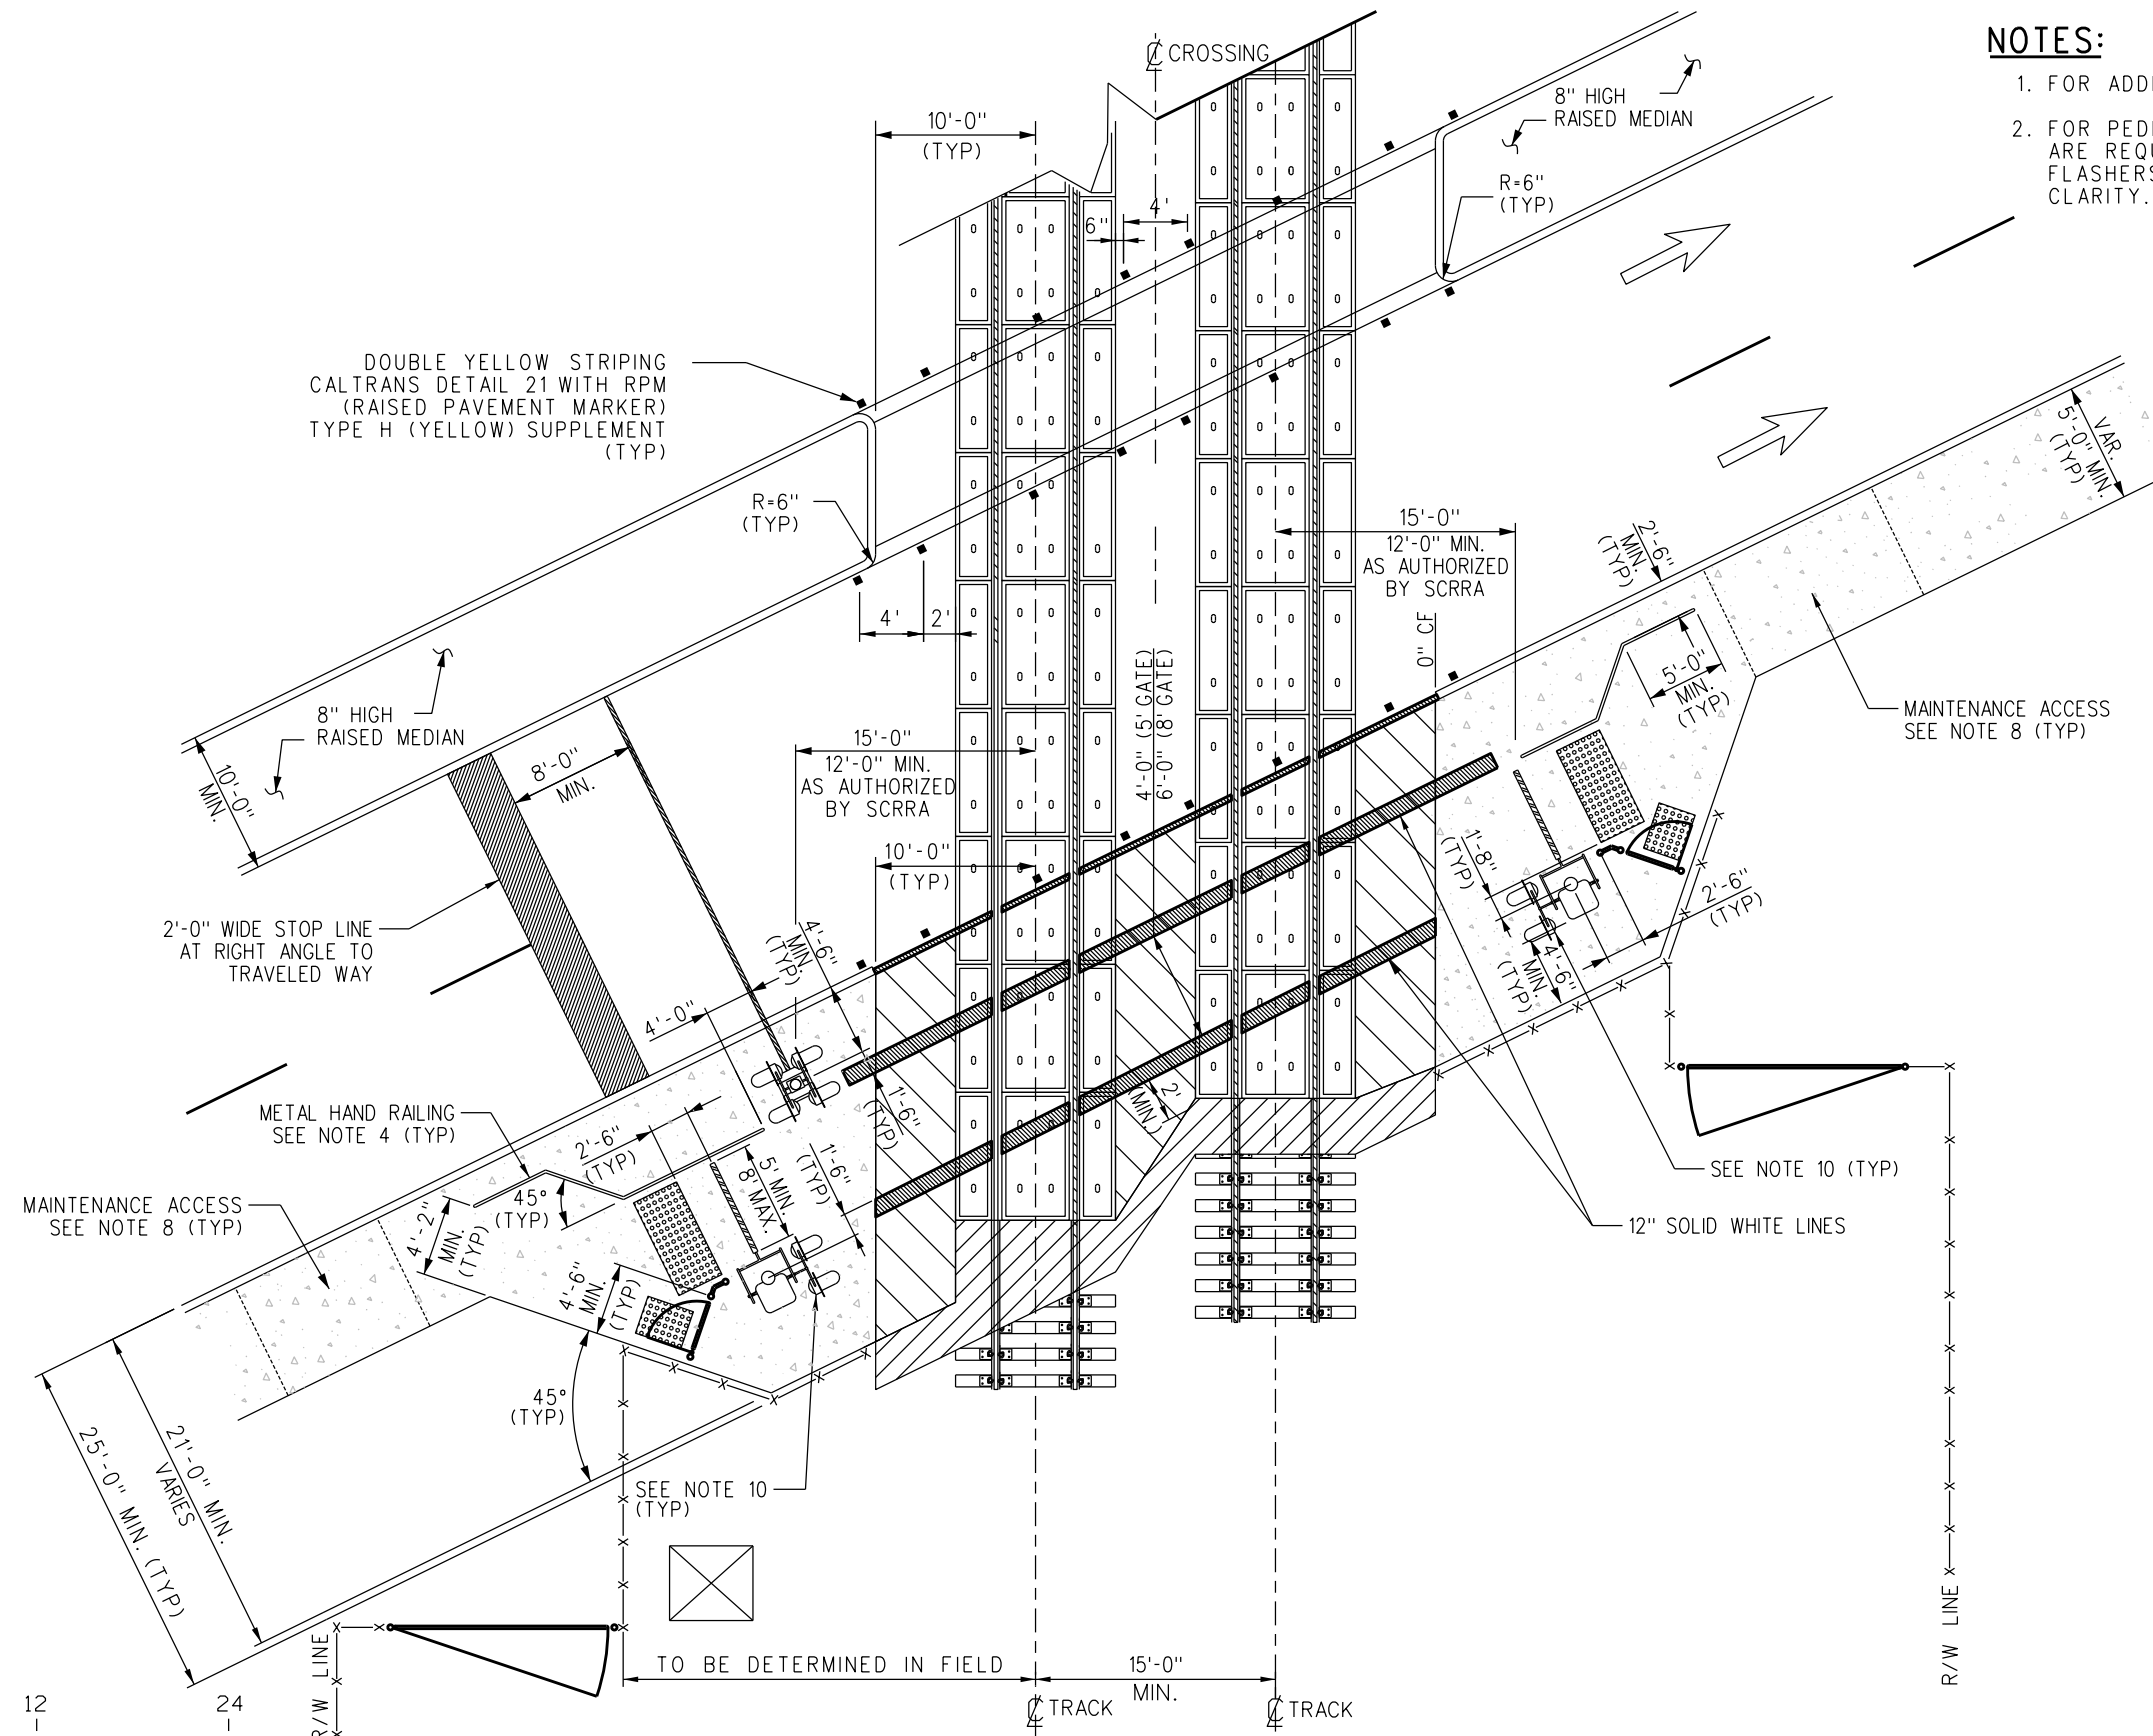 NOTES:
1. FOR ADD
2. FOR PED
ARE REQU
FLASHERS
CLARITY.
℄ CROSSING
8" HIGH
RAISED MEDIAN
10'-0"
(TYP)
R=6"
(TYP)
4'
6"
DOUBLE YELLOW STRIPING
CALTRANS DETAIL 21 WITH RPM
(RAISED PAVEMENT MARKER)
TYPE H (YELLOW) SUPPLEMENT
(TYP)
VAR.
5'-0" MIN.
(TYP)
R=6"
(TYP)
15'-0"
12'-0" MIN.
AS AUTHORIZED
BY SCRRA
2'-6"
MIN.
(TYP)
4'
2'
0" CF
4'-0" (5' GATE)
6'-0" (8' GATE)
5'-0"
MIN.
(TYP)
8" HIGH
RAISED MEDIAN
MAINTENANCE ACCESS
SEE NOTE 8 (TYP)
10'-0"
MIN.
8'-0"
MIN.
15'-0"
12'-0" MIN.
AS AUTHORIZED
BY SCRRA
10'-0"
(TYP)
1'-8"
(TYP)
2'-6"
(TYP)
2'-0" WIDE STOP LINE
AT RIGHT ANGLE TO
TRAVELED WAY
4'-6"
MIN.
(TYP)
4'-6"
MIN.
(TYP)
4'-0"
METAL HAND RAILING
SEE NOTE 4 (TYP)
1'-6"
(TYP)
2'
(MIN.)
2'-6"
(TYP)
5' MIN.
8' MAX.
1'-6"
(TYP)
SEE NOTE 10 (TYP)
MAINTENANCE ACCESS
SEE NOTE 8 (TYP)
45°
(TYP)
4'-2"
MIN.
(TYP)
12" SOLID WHITE LINES
4'-6"
MIN.
(TYP)
45°
(TYP)
21'-0" MIN.
VARIES
25'-0" MIN. (TYP)
SEE NOTE 10
(TYP)
R/W LINE
R/W LINE
TO BE DETERMINED IN FIELD
15'-0"
MIN.
℄ TRACK
℄ TRACK
12
24